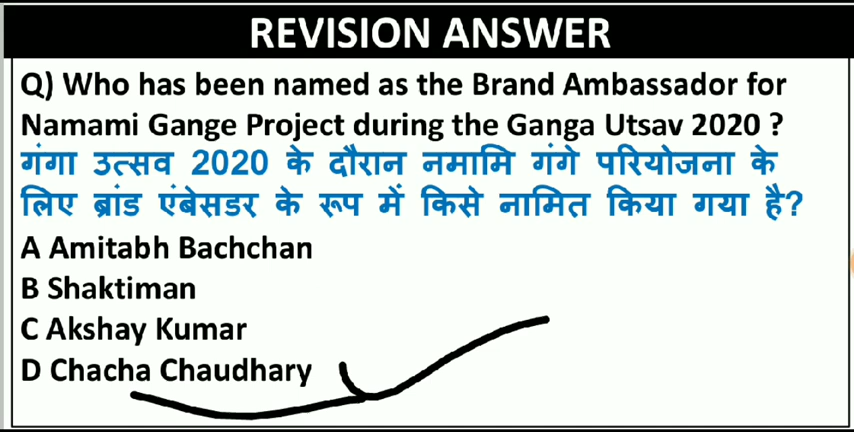 REVISION ANSWER
Q) Who has been named as the Brand Ambassador for
Namami Gange Project during the Ganga Utsav 2020 ?
गंगा उत्सव 2020 के दौरान नमामि गंगे परियोजना के
लिए ब्रांड एंबेसडर के रूप में किसे नामित किया गया है?
A Amitabh Bachchan
B Shaktiman
C Akshay Kumar
D Chacha Chaudhary